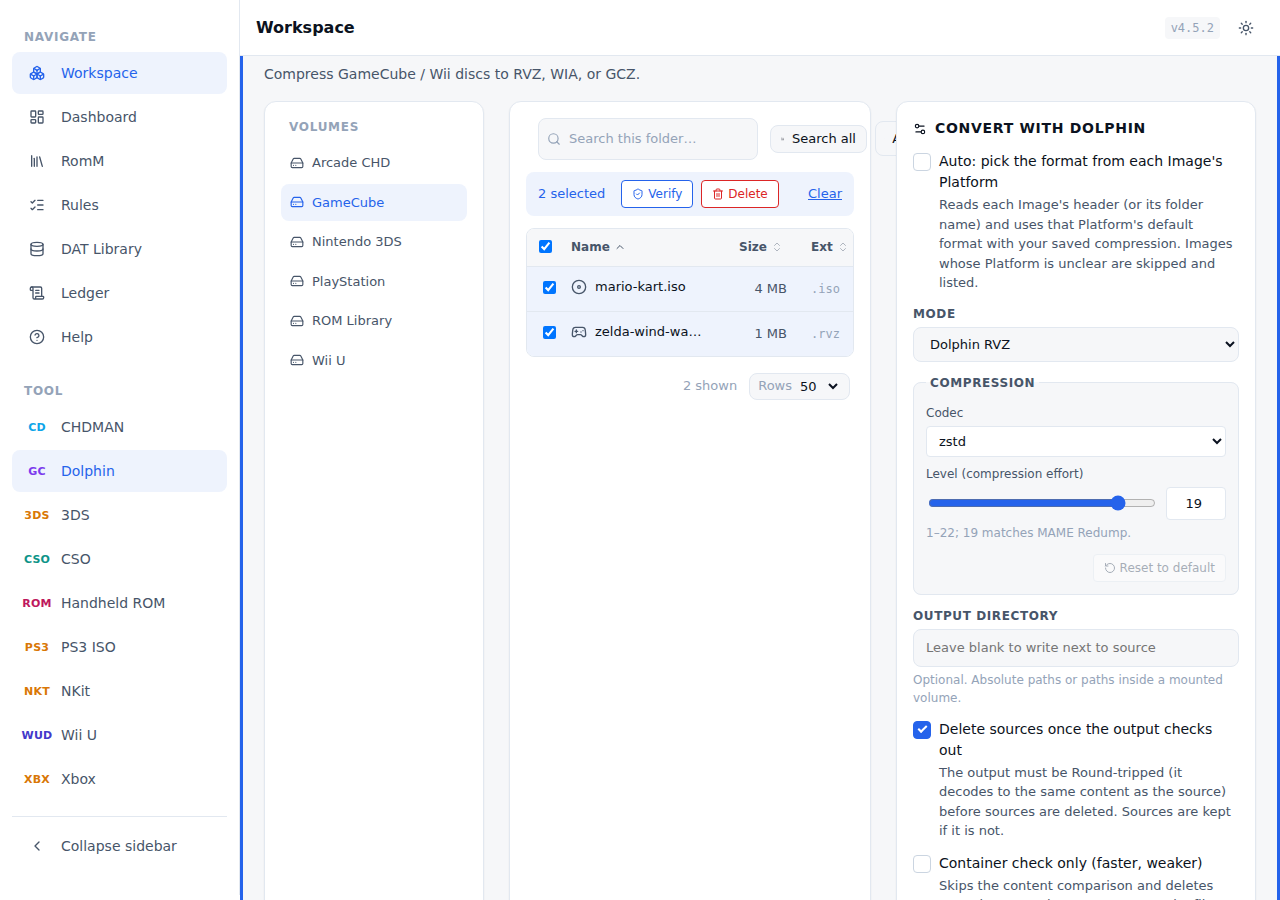 NAVIGATE
Workspace
Dashboard
RomM
Rules
DAT Library
Ledger
Help
TOOL
CD CHDMAN
GC Dolphin
3DS 3DS
CSO CSO
ROM Handheld ROM
PS3 PS3 ISO
NKT NKit
WUD Wii U
XBX Xbox
Collapse sidebar
Workspace
v4.5.2
Compress GameCube / Wii discs to RVZ, WIA, or GCZ.
VOLUMES
Arcade CHD
GameCube
Nintendo 3DS
PlayStation
ROM Library
Wii U
Search this folder…
Search all
2 selected Verify Delete Clear
Name Size Ext
mario-kart.iso 4 MB .iso
zelda-wind-wa… 1 MB .rvz
2 shown Rows 50
CONVERT WITH DOLPHIN
Auto: pick the format from each Image's
Platform
Reads each Image's header (or its folder
name) and uses that Platform's default
format with your saved compression. Images
whose Platform is unclear are skipped and
listed.
MODE
Dolphin RVZ
COMPRESSION
Codec
zstd
Level (compression effort)
19
1–22; 19 matches MAME Redump.
Reset to default
OUTPUT DIRECTORY
Leave blank to write next to source
Optional. Absolute paths or paths inside a mounted
volume.
Delete sources once the output checks
out
The output must be Round-tripped (it
decodes to the same content as the source)
before sources are deleted. Sources are kept
if it is not.
Container check only (faster, weaker)
Skips the content comparison and deletes